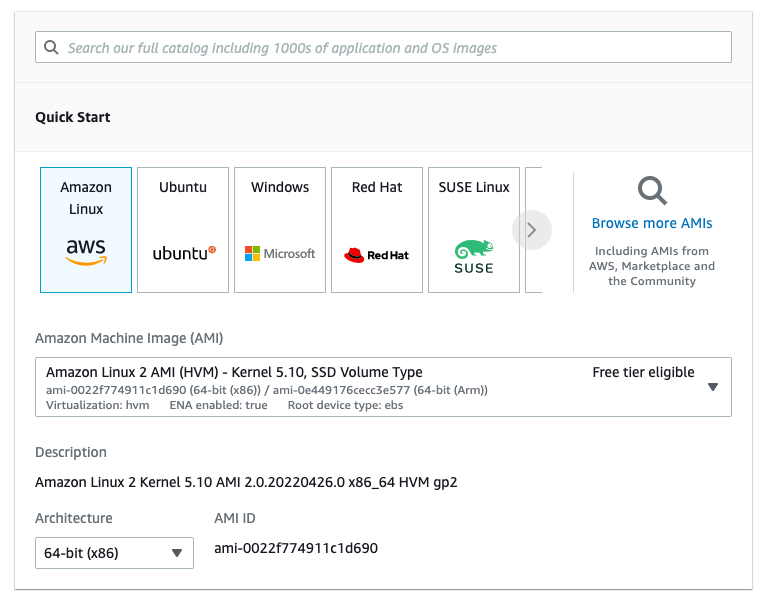 Search our full catalog including 1000s of application and OS images
Quick Start
Amazon
Linux
aws
Ubuntu
ubuntu
Windows
Microsoft
Red Hat
Red Hat
SUSE Linux
SUSE
Browse more AMIs
Including AMIs from
AWS, Marketplace and
the Community
Amazon Machine Image (AMI)
Amazon Linux 2 AMI (HVM) - Kernel 5.10, SSD Volume Type
Free tier eligible
ami-0022f774911c1d690 (64-bit (x86)) / ami-0e449176cecc3e577 (64-bit (Arm))
Virtualization: hvm ENA enabled: true Root device type: ebs
Description
Amazon Linux 2 Kernel 5.10 AMI 2.0.20220426.0 x86_64 HVM gp2
Architecture
64-bit (x86)
AMI ID
ami-0022f774911c1d690